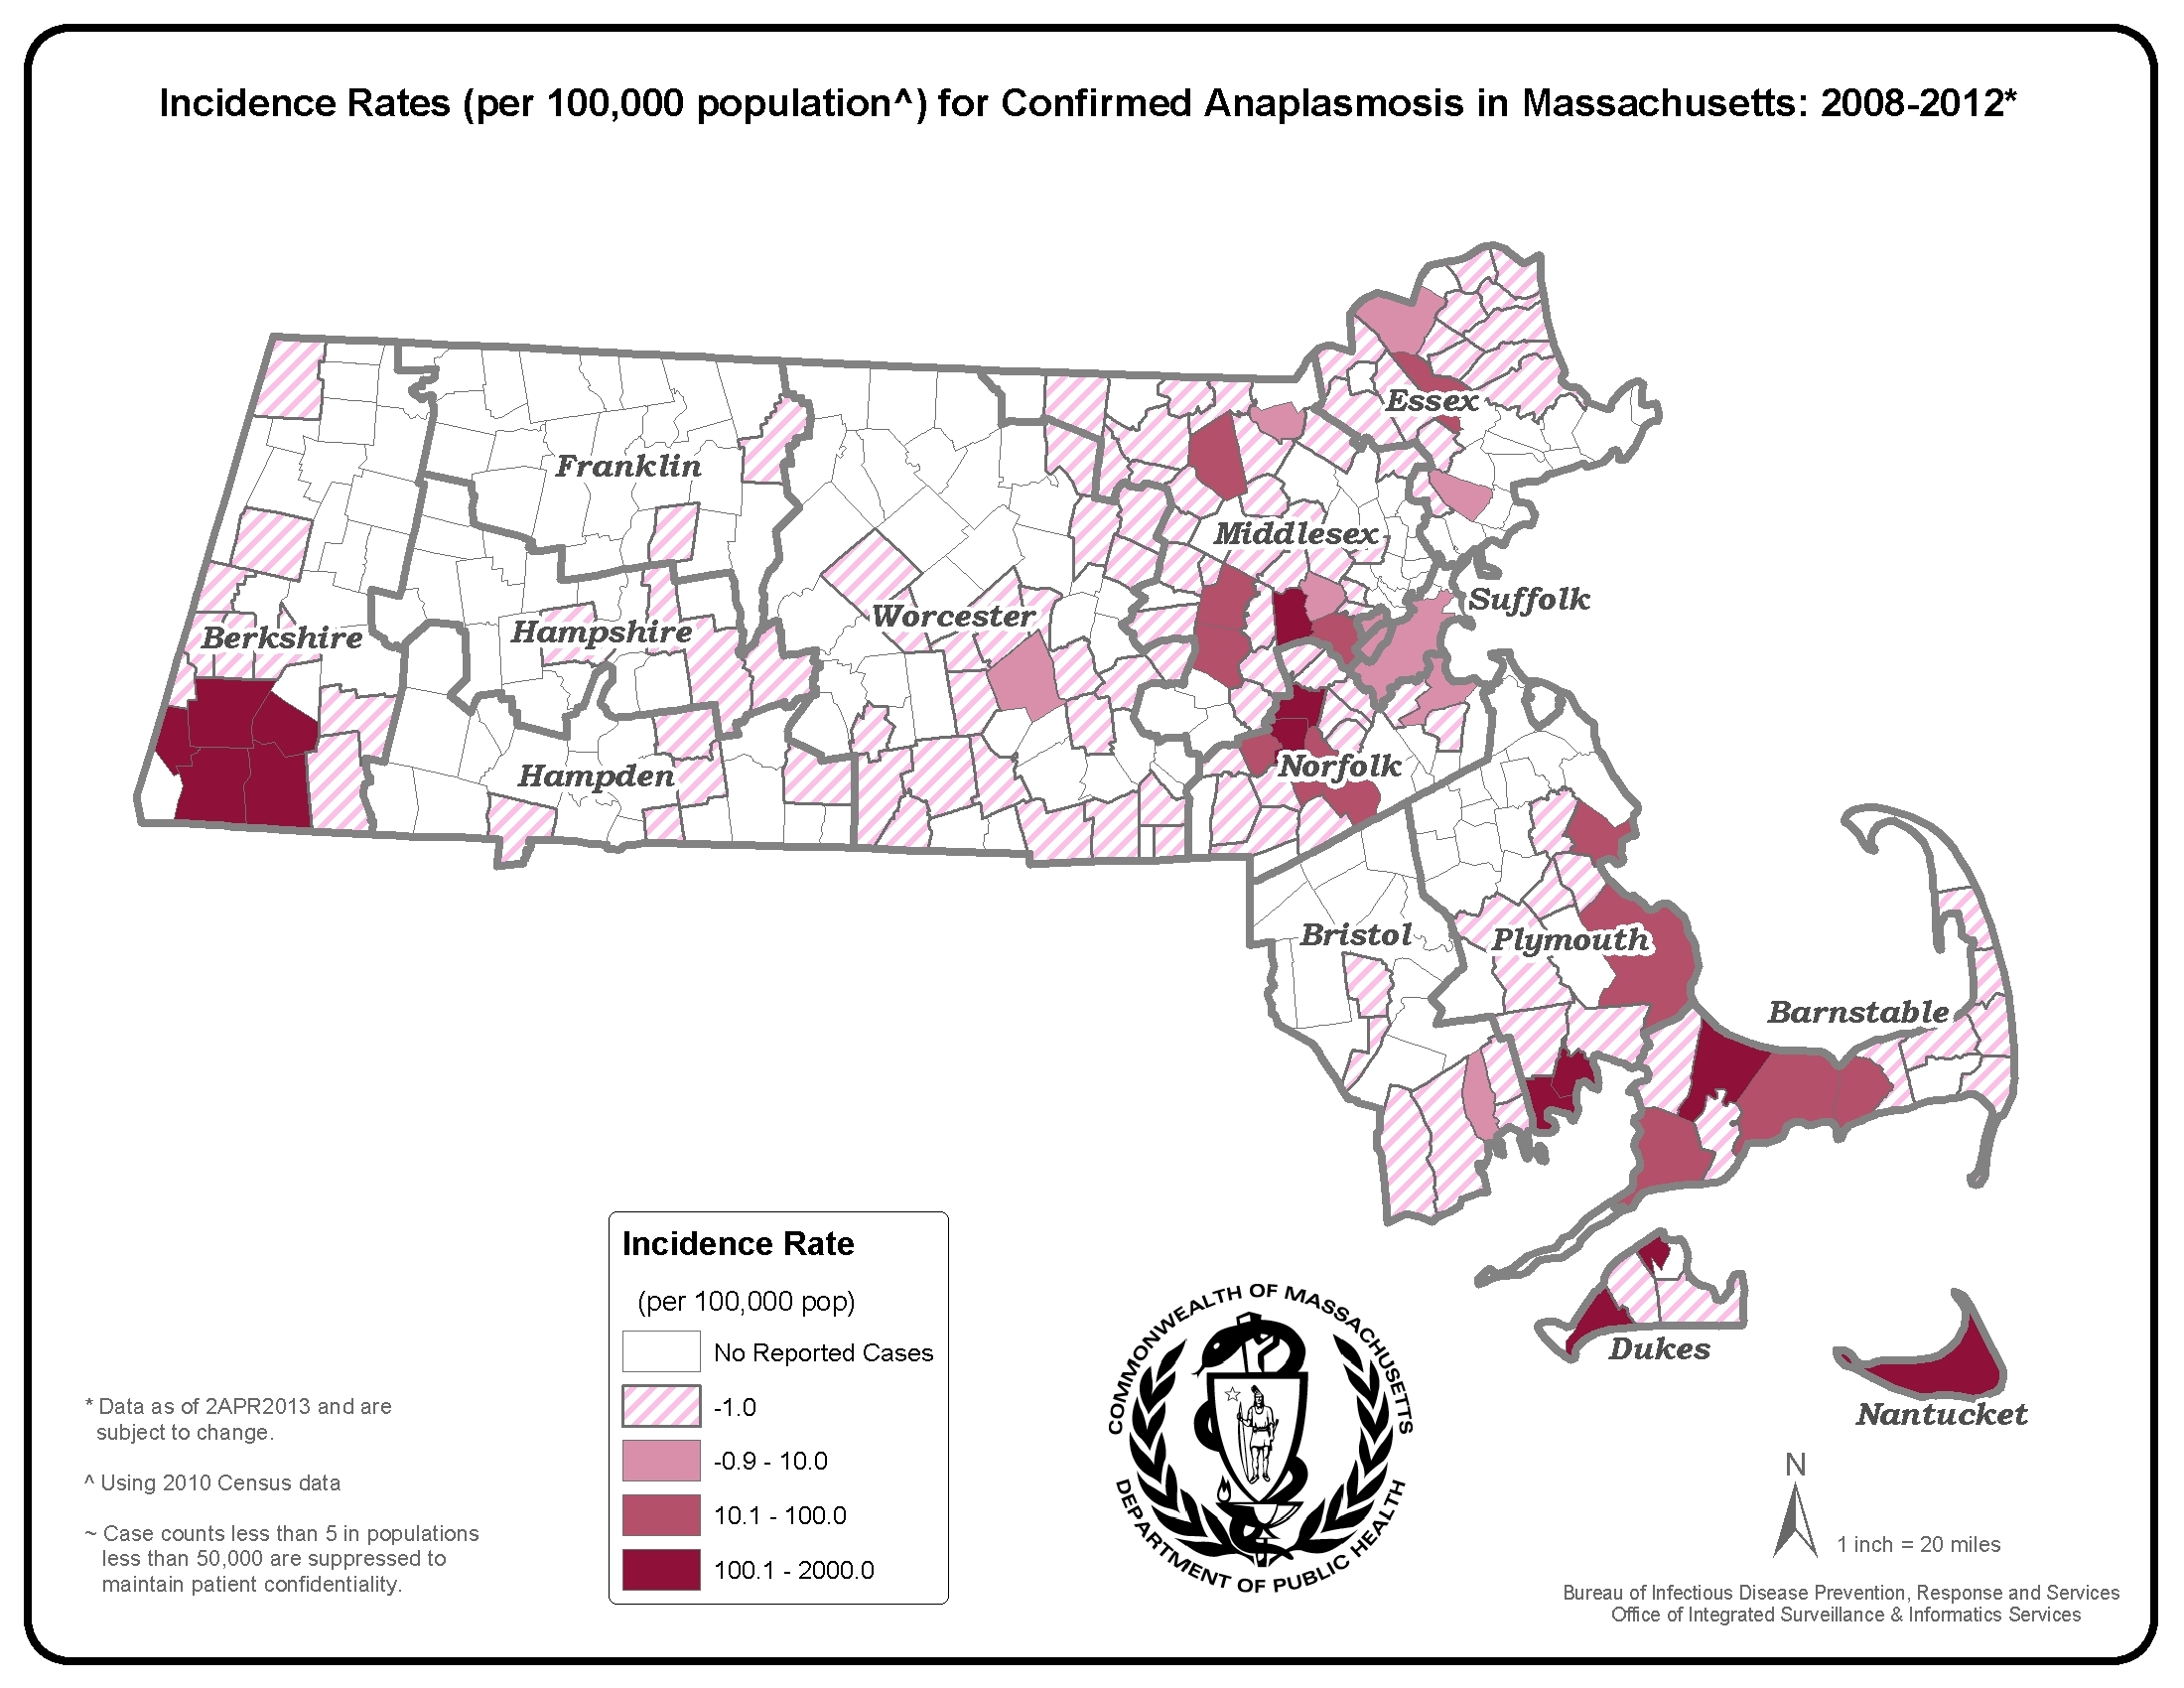 Incidence Rates (per 100,000 population^) for Confirmed Anaplasmosis in Massachusetts: 2008-2012*
Essex
Franklin
Middlesex
Suffolk
Worcester
Hampshire
Berkshire
Norfolk
Hampden
Bristol
Plymouth
Barnstable
Dukes
Nantucket
Incidence Rate
(per 100,000 pop)
No Reported Cases
-1.0
-0.9 - 10.0
10.1 - 100.0
100.1 - 2000.0
* Data as of 2APR2013 and are
subject to change.
^ Using 2010 Census data
~ Case counts less than 5 in populations
less than 50,000 are suppressed to
maintain patient confidentiality.
COMMONWEALTH OF MASSACHUSETTS
DEPARTMENT OF PUBLIC HEALTH
N
1 inch = 20 miles
Bureau of Infectious Disease Prevention, Response and Services
Office of Integrated Surveillance & Informatics Services